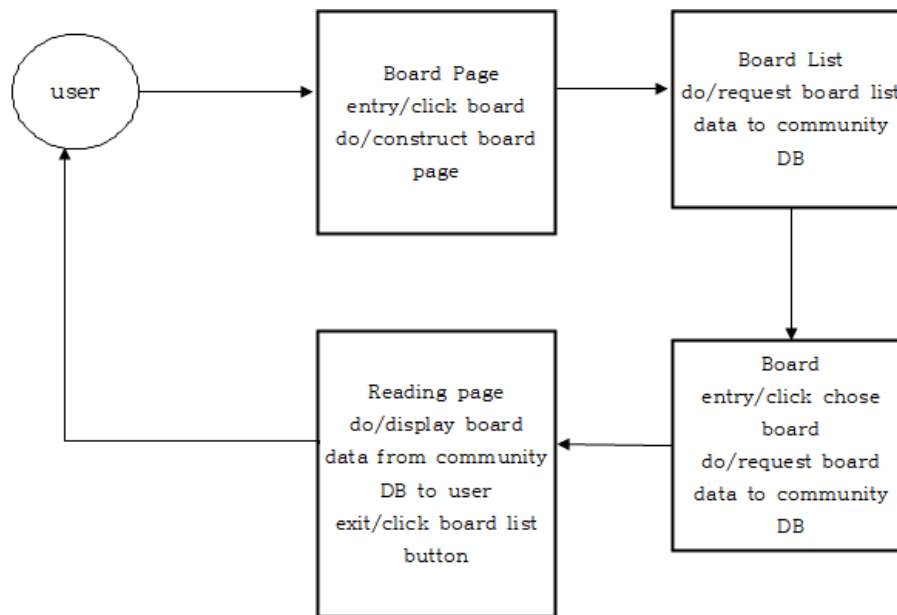 user
Board Page
entry/click board
do/construct board
page
Board List
do/request board list
data to community
DB
Board
entry/click chose
board
do/request board
data to community
DB
Reading page
do/display board
data from community
DB to user
exit/click board list
button